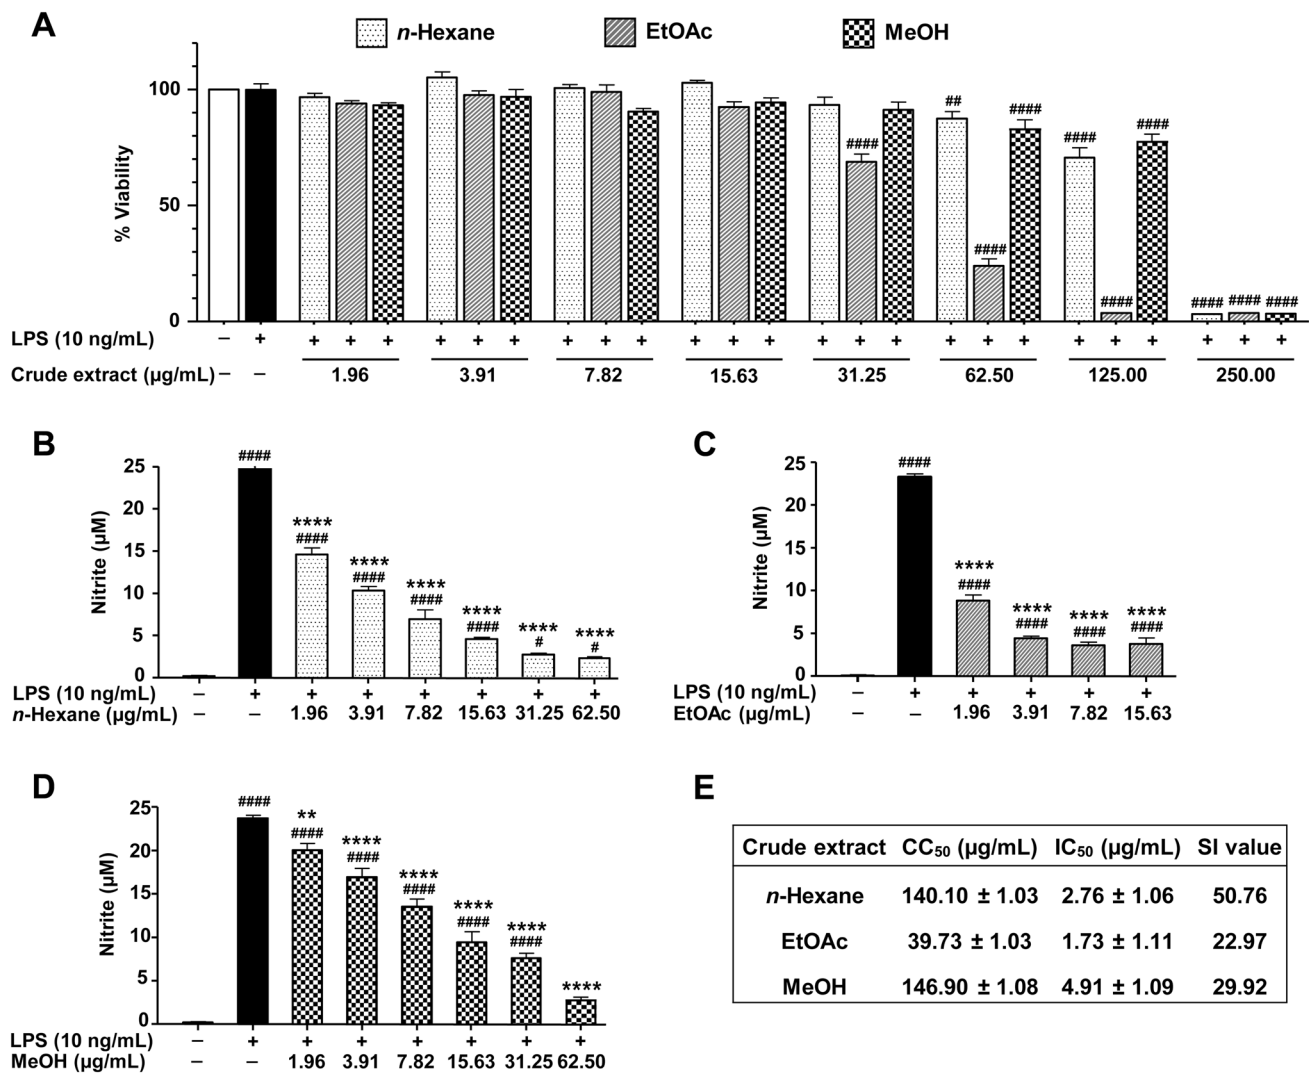 A
n-Hexane EtOAc MeOH
% Viability
100
50
0
## #### ####
#### #### ####
#### #### #### #### ####
LPS (10 ng/mL) – + + + + + + + + + + + + + + + + + + + + + + + + +
Crude extract (µg/mL) – – 1.96 3.91 7.82 15.63 31.25 62.50 125.00 250.00
B
Nitrite (µM)
25
20
15
10
5
0
####
****
####
****
####
****
####
****
####
****
#
****
#
LPS (10 ng/mL) – + + + + + + +
n-Hexane (µg/mL) – – 1.96 3.91 7.82 15.63 31.25 62.50
C
Nitrite (µM)
25
20
15
10
5
0
####
****
####
****
####
****
####
****
####
LPS (10 ng/mL) – + + + + +
EtOAc (µg/mL) – – 1.96 3.91 7.82 15.63
D
Nitrite (µM)
25
20
15
10
5
0
####
**
####
****
####
****
####
****
####
****
####
****
LPS (10 ng/mL) – + + + + + + +
MeOH (µg/mL) – – 1.96 3.91 7.82 15.63 31.25 62.50
E
Crude extract CC₅₀ (µg/mL) IC₅₀ (µg/mL) SI value
n-Hexane 140.10 ± 1.03 2.76 ± 1.06 50.76
EtOAc 39.73 ± 1.03 1.73 ± 1.11 22.97
MeOH 146.90 ± 1.08 4.91 ± 1.09 29.92